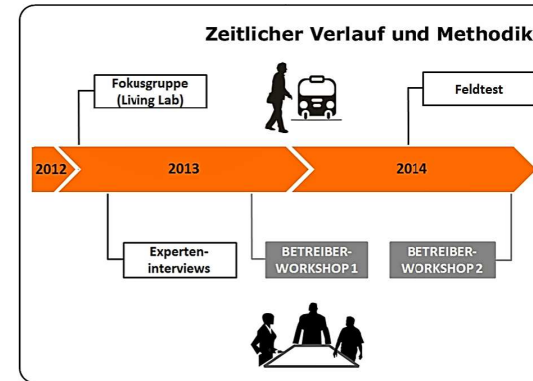 Zeitlicher Verlauf und Methodik
Fokusgruppe
(Living Lab)
Feldtest
2012
2013
2014
Experten-
interviews
BETREIBER-
WORKSHOP 1
BETREIBER-
WORKSHOP 2